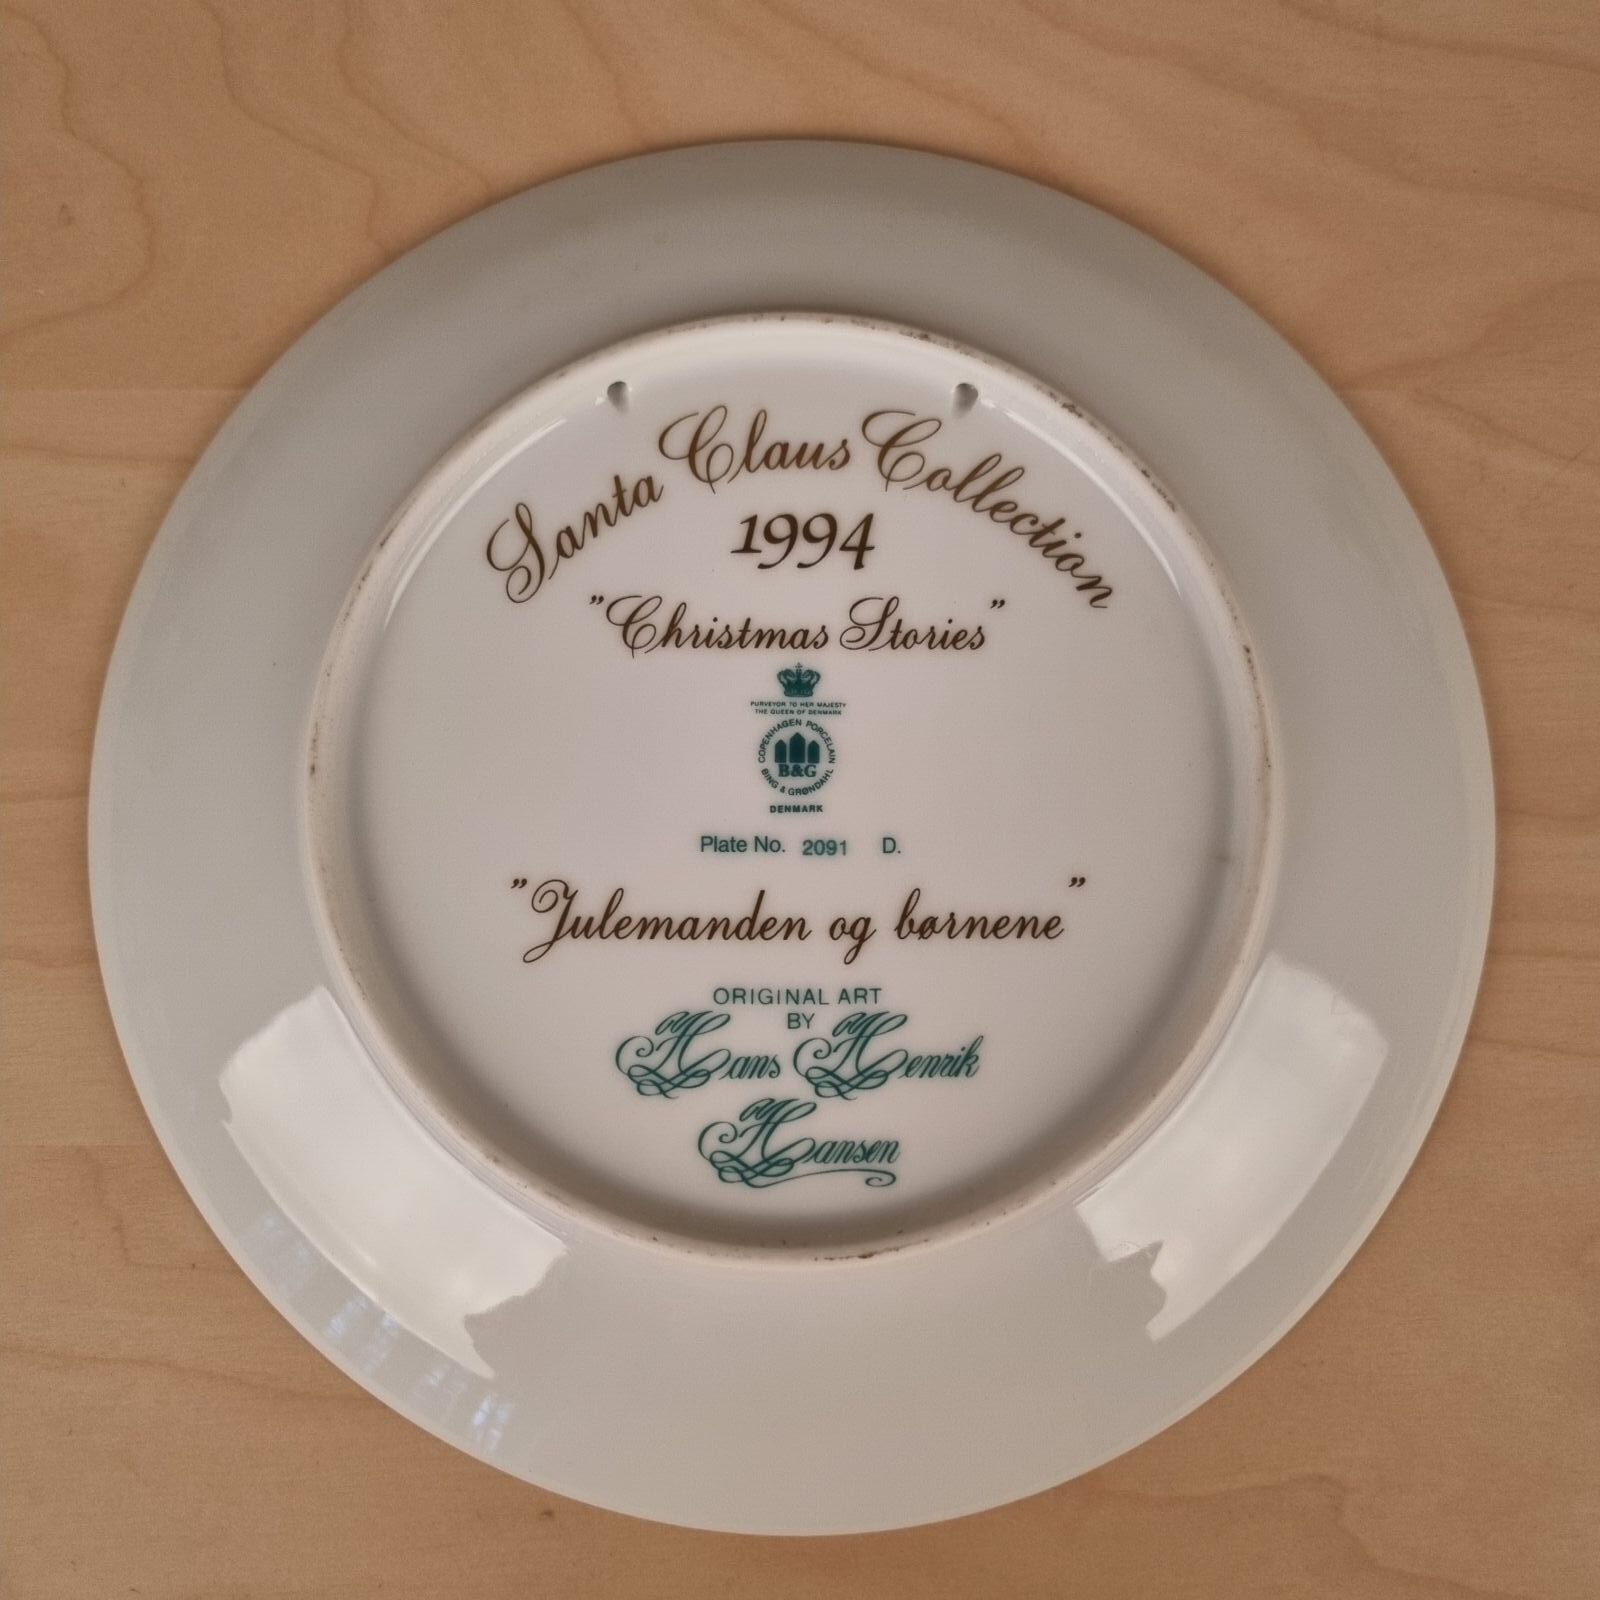 Santa Claus Collection
1994
"Christmas Stories"
PURVEYOR TO HER MAJESTY
THE QUEEN OF DENMARK
COPENHAGEN PORCELAIN
B&G
BING & GRØNDAHL
DENMARK
Plate No. 2091 D.
"Julemanden og børnene"
ORIGINAL ART
BY
Hans Henrik
Hansen